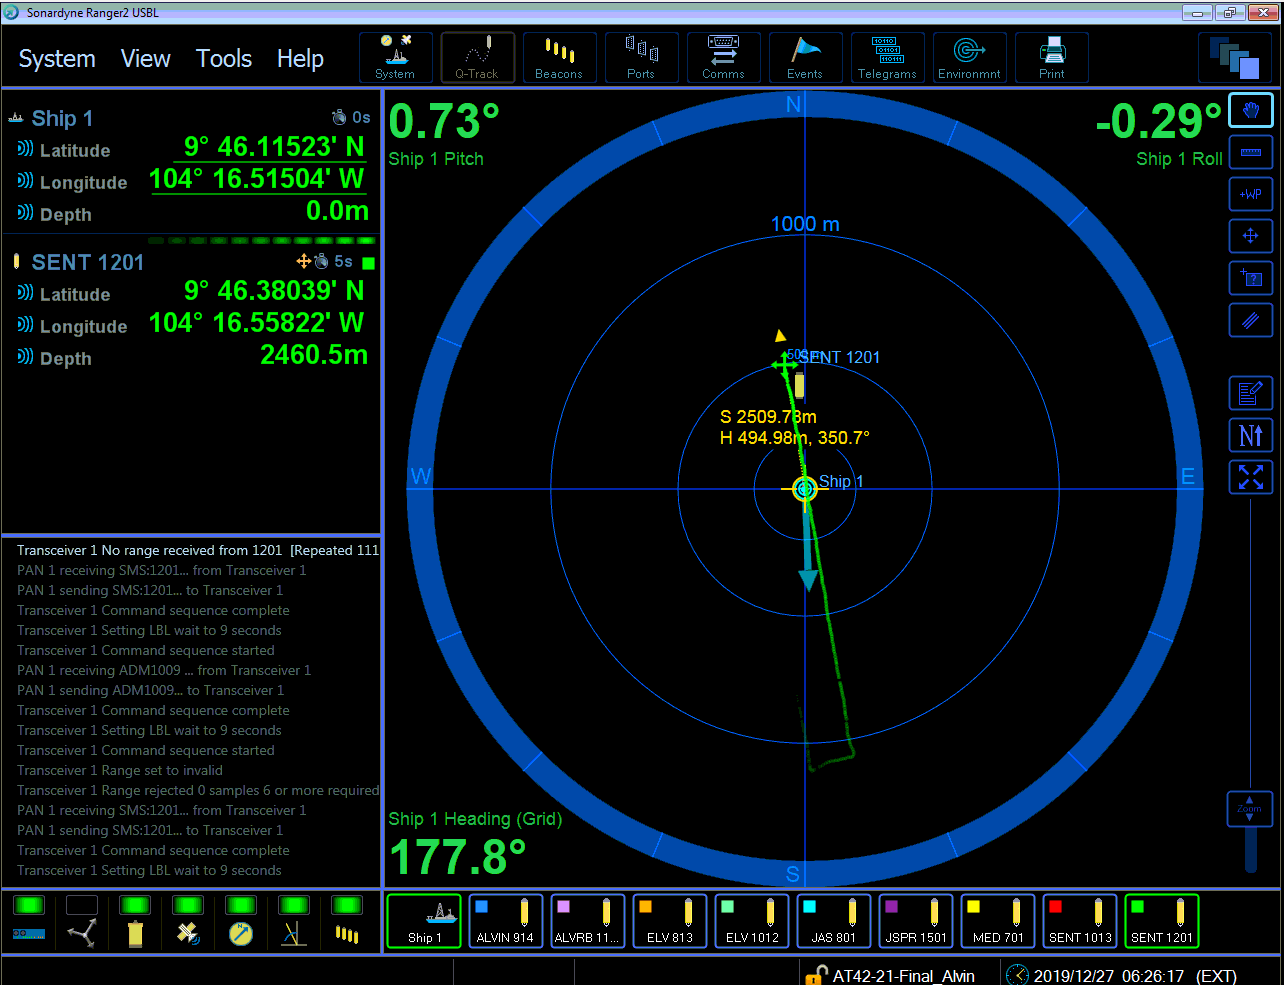 Sonardyne Ranger2 USBL
System View Tools Help
System Q-Track Beacons Ports Comms Events Telegrams Environmnt Print
Ship 1 0s
Latitude 9° 46.11523' N
Longitude 104° 16.51504' W
Depth 0.0m
SENT 1201 5s
Latitude 9° 46.38039' N
Longitude 104° 16.55822' W
Depth 2460.5m
Transceiver 1 No range received from 1201 [Repeated 111
PAN 1 receiving SMS:1201... from Transceiver 1
PAN 1 sending SMS:1201... to Transceiver 1
Transceiver 1 Command sequence complete
Transceiver 1 Setting LBL wait to 9 seconds
Transceiver 1 Command sequence started
PAN 1 receiving ADM1009 ... from Transceiver 1
PAN 1 sending ADM1009... to Transceiver 1
Transceiver 1 Command sequence complete
Transceiver 1 Setting LBL wait to 9 seconds
Transceiver 1 Command sequence started
Transceiver 1 Range set to invalid
Transceiver 1 Range rejected 0 samples 6 or more required
PAN 1 receiving SMS:1201... from Transceiver 1
PAN 1 sending SMS:1201... to Transceiver 1
Transceiver 1 Command sequence complete
Transceiver 1 Setting LBL wait to 9 seconds
0.73°
Ship 1 Pitch
N
-0.29°
Ship 1 Roll
1000 m
SENT 1201
S 2509.73m
H 494.98m, 350.7°
W
Ship 1
E
S
Ship 1 Heading (Grid)
177.8°
+WP
?
N
Zoom
Ship 1 ALVIN 914 ALVRB 11... ELV 813 ELV 1012 JAS 801 JSPR 1501 MED 701 SENT 1013 SENT 1201
AT42-21-Final_Alvin 2019/12/27 06:26:17 (EXT)